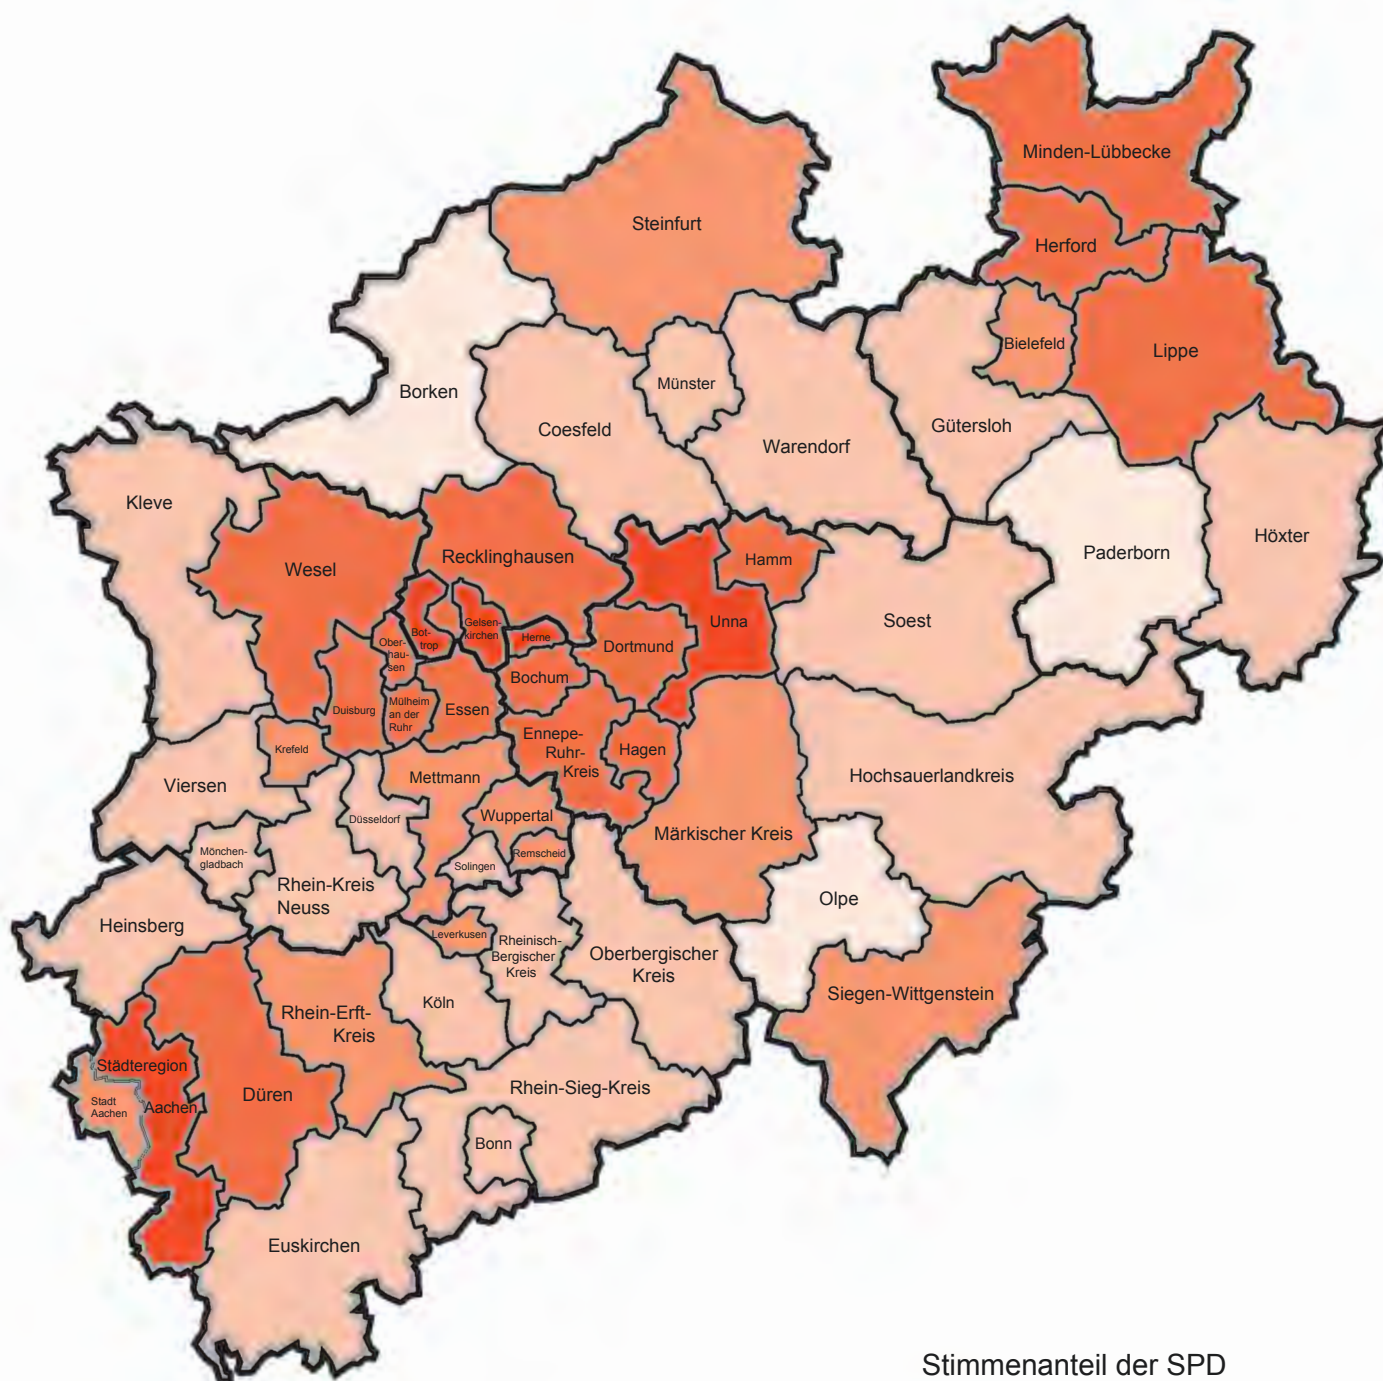 Minden-Lübbecke
Steinfurt
Herford
Bielefeld
Lippe
Münster
Borken
Coesfeld
Gütersloh
Warendorf
Kleve
Höxter
Paderborn
Recklinghausen
Hamm
Wesel
Soest
Unna
Gelsen-
kirchen
Bot-
trop
Herne
Ober-
hau-
sen
Dortmund
Bochum
Duisburg
Mülheim
an der
Ruhr
Essen
Ennepe-
Ruhr-
Kreis
Hagen
Krefeld
Mettmann
Hochsauerlandkreis
Viersen
Düsseldorf
Wuppertal
Märkischer Kreis
Mönchen-
gladbach
Remscheid
Solingen
Rhein-Kreis
Neuss
Olpe
Heinsberg
Leverkusen
Rheinisch-
Bergischer
Kreis
Oberbergischer
Kreis
Siegen-Wittgenstein
Köln
Rhein-Erft-
Kreis
Städteregion
Aachen
Stadt
Aachen
Düren
Rhein-Sieg-Kreis
Bonn
Euskirchen
Stimmenanteil der SPD